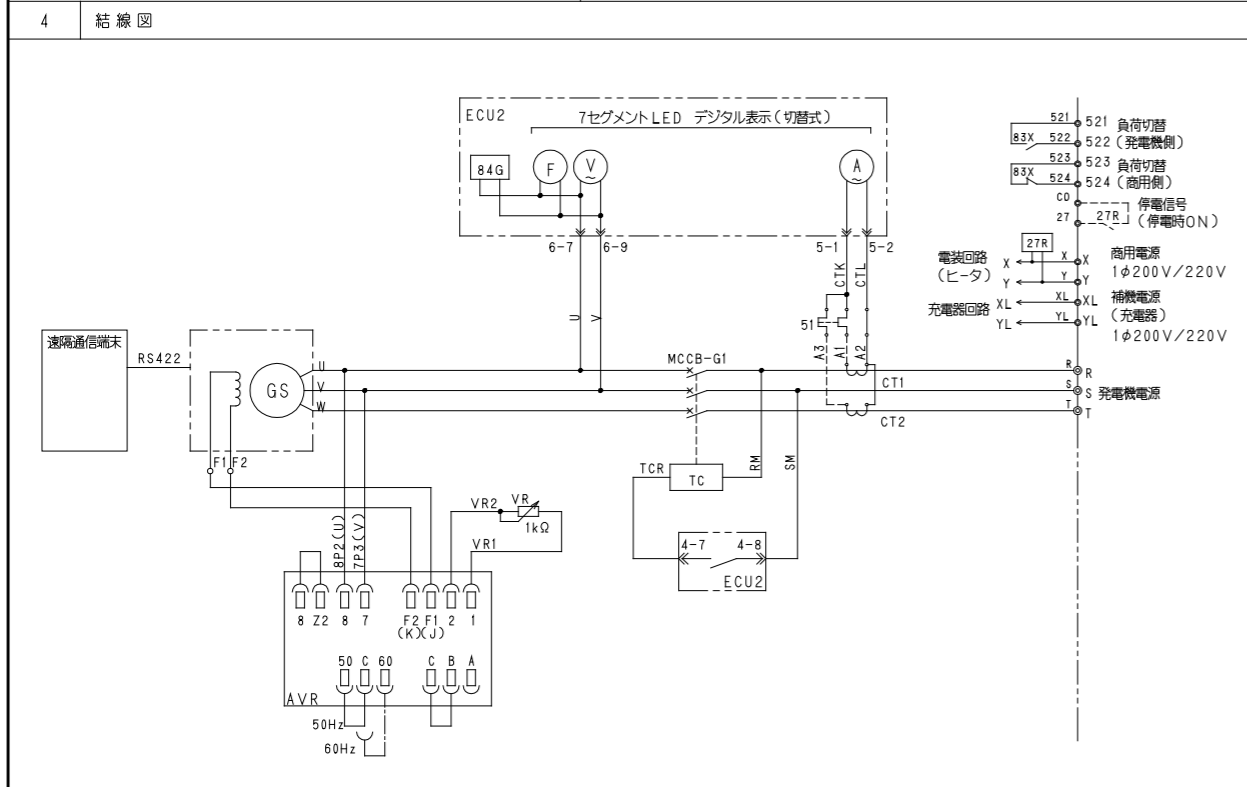 4 結線図
ECU2 7セグメントLED デジタル表示(切替式)
84G F V A
6-7 6-9 5-1 5-2
CTK CTL
U V
51
A3 A1 A2
521 521 負荷切替
83X 522 522 (発電機側)
523 523 負荷切替
83X 524 524 (商用側)
CD 停電信号
27 27R (停電時ON)
27R
電装回路 X X X 商用電源
(ヒータ) Y Y Y 1φ200V/220V
充電器回路 XL XL XL 補機電源
YL YL YL (充電器)
1φ200V/220V
遠隔通信端末
RS422
GS
U
V
W
MCCB-G1
CT1
CT2
R R
S S 発電機電源
T T
F1 F2
TCR TC RM SM
4-7 4-8
ECU2
VR2 VR
1kΩ
VR1
8P2(U) 7P3(V)
8 Z2 8 7 F2 F1 2 1
(K)(J)
50 C 60 C B A
AVR
50Hz
60Hz